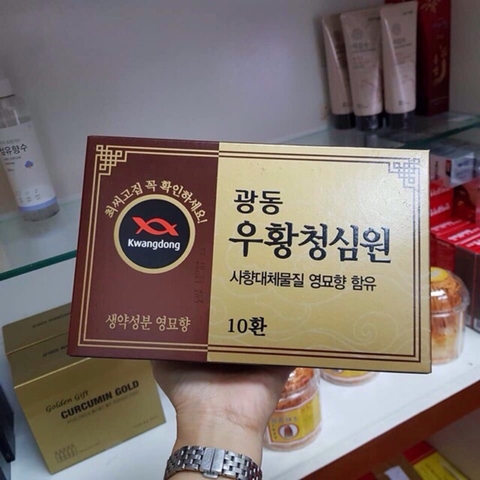 최씨고집 꼭 확인하세요!
Kwangdong
생약성분 영묘향
광동
우황청심원
사향대체물질 영묘향 함유
10환
Golden Gift
CURCUMIN GOLD